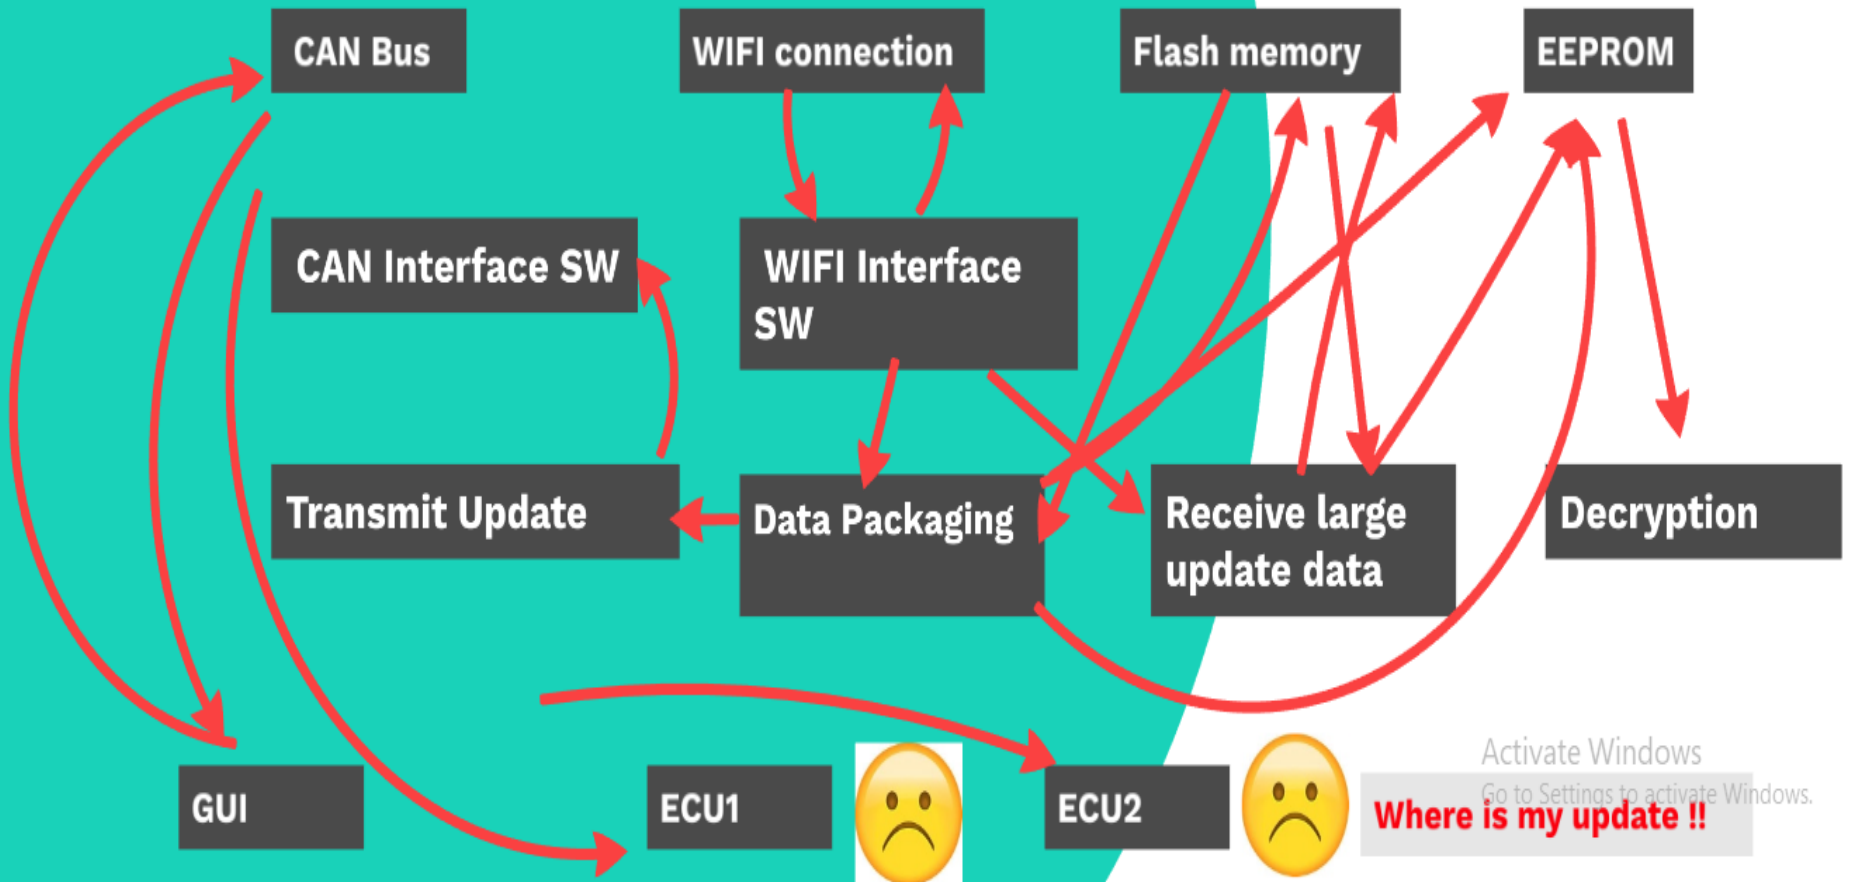 CAN Bus
WIFI connection
Flash memory
EEPROM
CAN Interface SW
WIFI Interface
SW
Transmit Update
Data Packaging
Receive large
update data
Decryption
GUI
ECU1
ECU2
Activate Windows
Go to Settings to activate Windows.
Where is my update !!